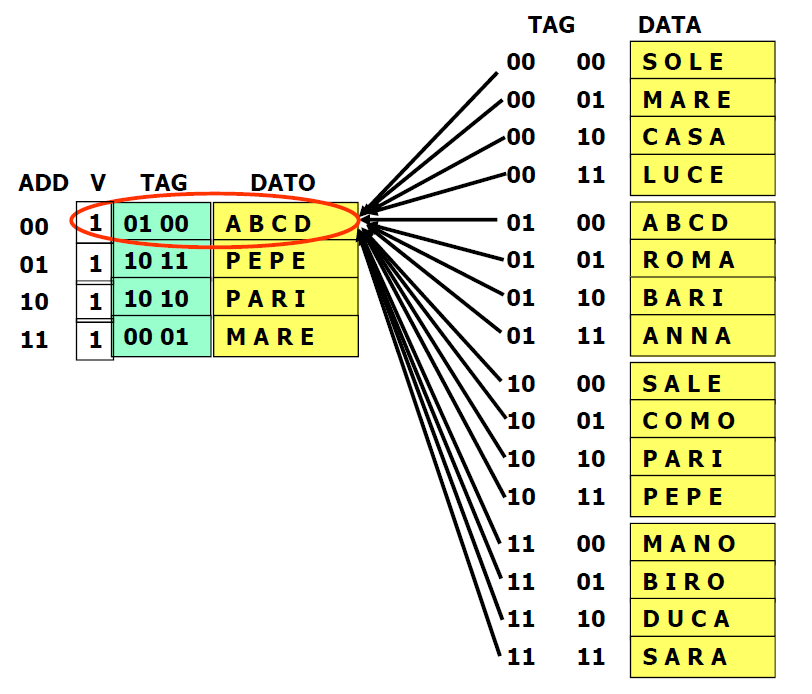 TAG DATA
00 00 S O L E
00 01 M A R E
00 10 C A S A
00 11 L U C E
ADD V TAG DATO
00 1 01 00 A B C D
01 1 10 11 P E P E
10 1 10 10 P A R I
11 1 00 01 M A R E
01 00 A B C D
01 01 R O M A
01 10 B A R I
01 11 A N N A
10 00 S A L E
10 01 C O M O
10 10 P A R I
10 11 P E P E
11 00 M A N O
11 01 B I R O
11 10 D U C A
11 11 S A R A